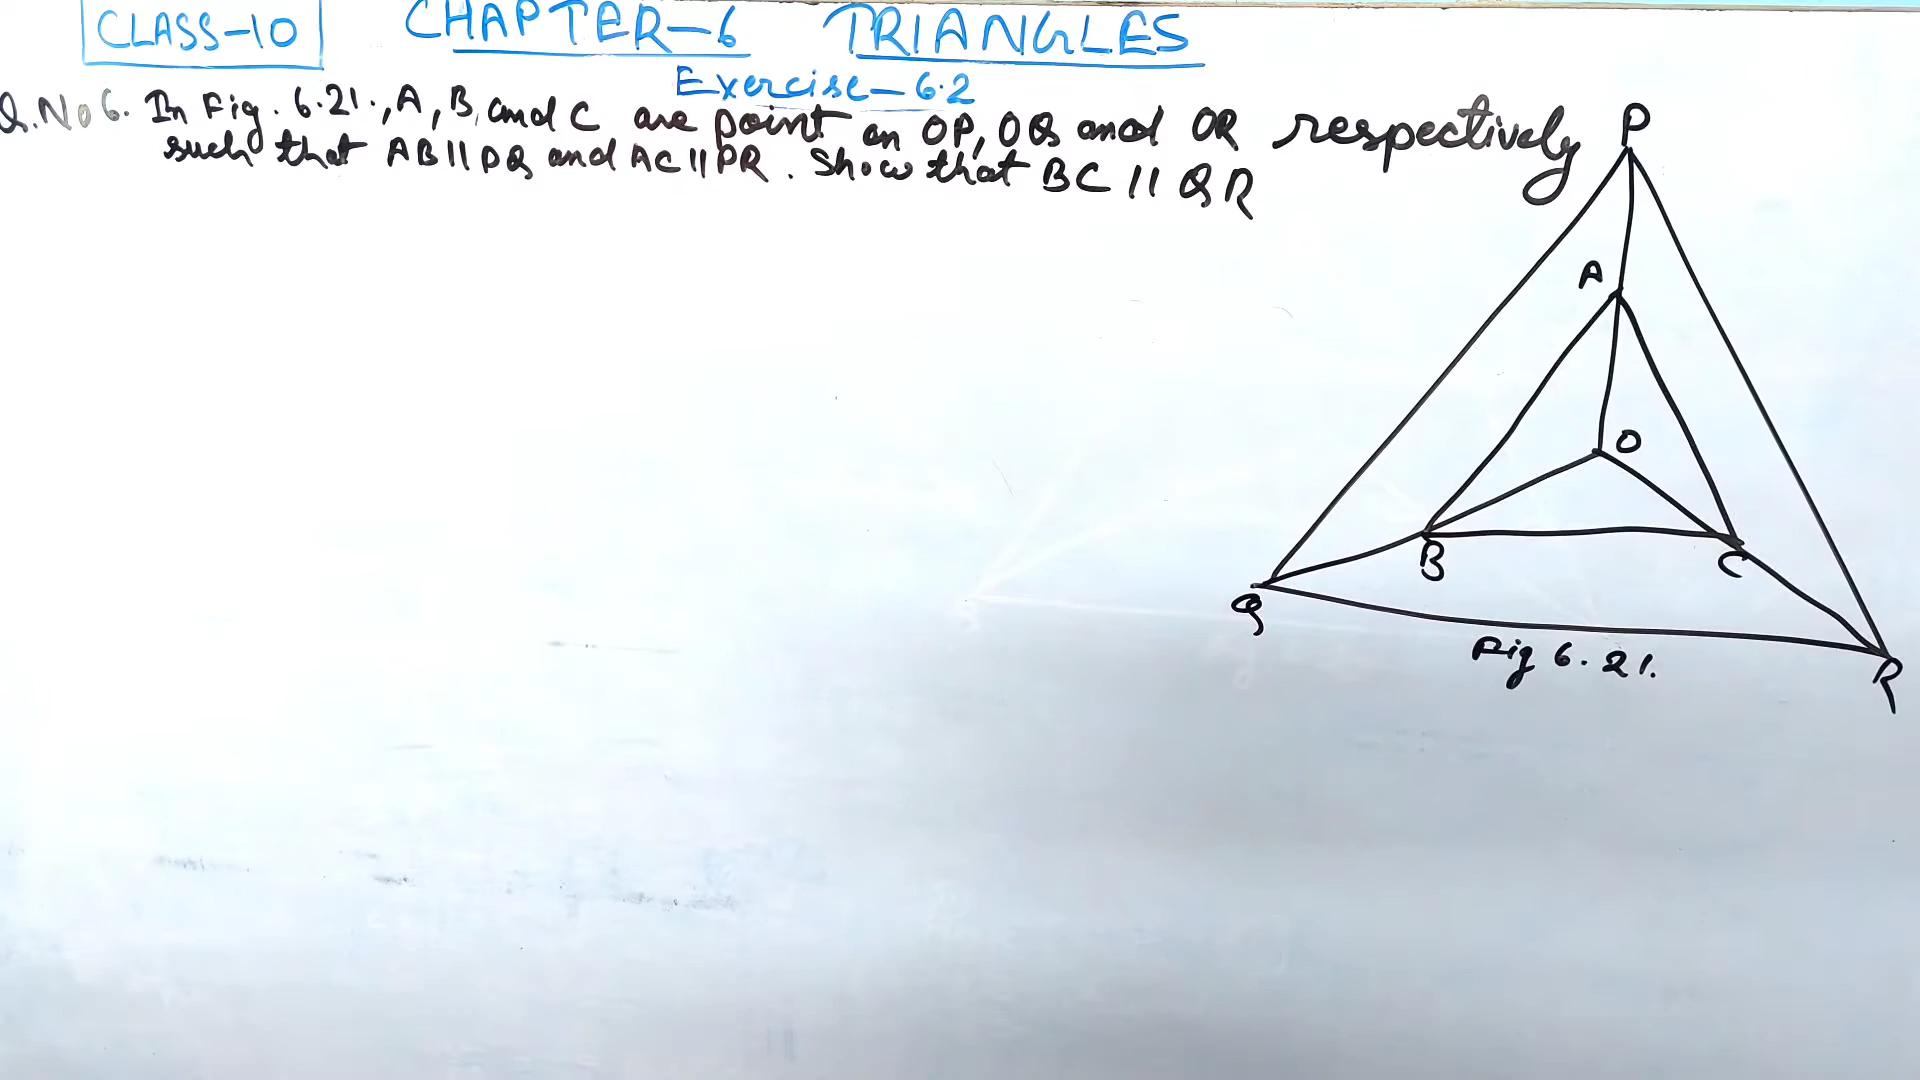 CLASS-10 CHAPTER-6 TRIANGLES
Exercise-6.2
Q.No 6. In Fig. 6.21., A, B, and C are point on OP, OQ and OR respectively
such that AB || PQ and AC || PR. Show that BC || QR
P
A
O
B
C
Q
Fig 6.21.
R